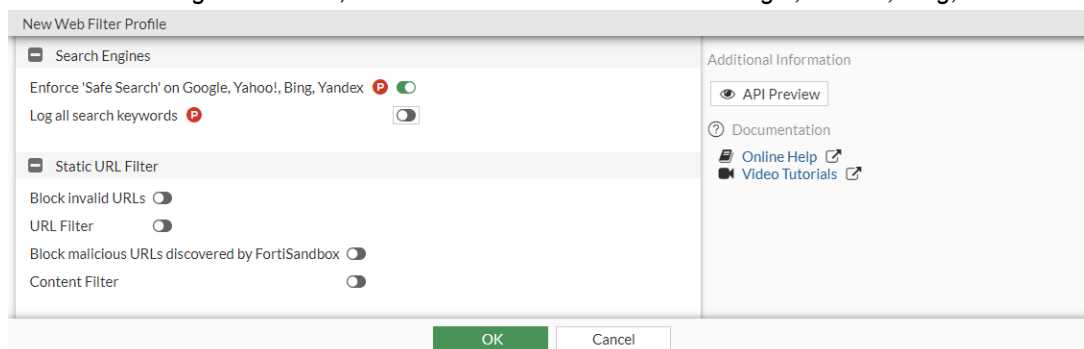 New Web Filter Profile
Search Engines
Enforce 'Safe Search' on Google, Yahoo!, Bing, Yandex P
Log all search keywords P
Static URL Filter
Block invalid URLs
URL Filter
Block malicious URLs discovered by FortiSandbox
Content Filter
Additional Information
API Preview
? Documentation
Online Help
Video Tutorials
OK Cancel